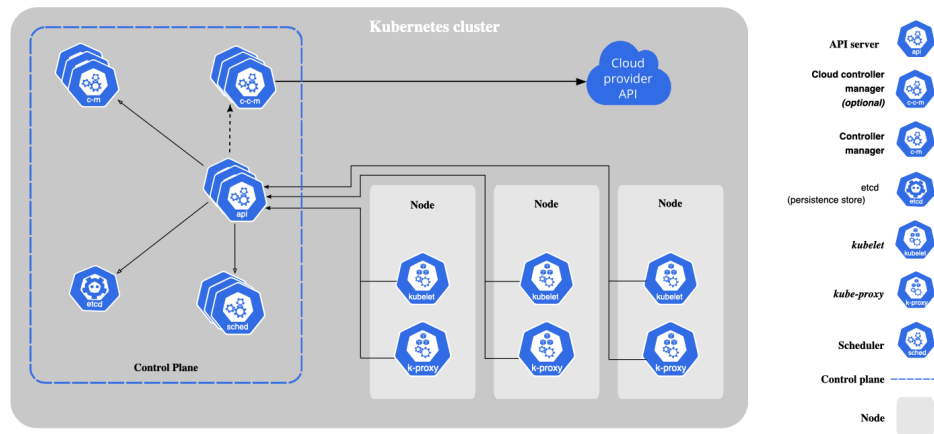 Kubernetes cluster
c-m
c-c-m
Cloud
provider
API
api
etcd
sched
Control Plane
Node
Node
Node
kubelet
kubelet
kubelet
k-proxy
k-proxy
k-proxy
API server
api
Cloud controller
manager
(optional)
c-c-m
Controller
manager
c-m
etcd
(persistence store)
etcd
kubelet
kubelet
kube-proxy
k-proxy
Scheduler
sched
Control plane
Node